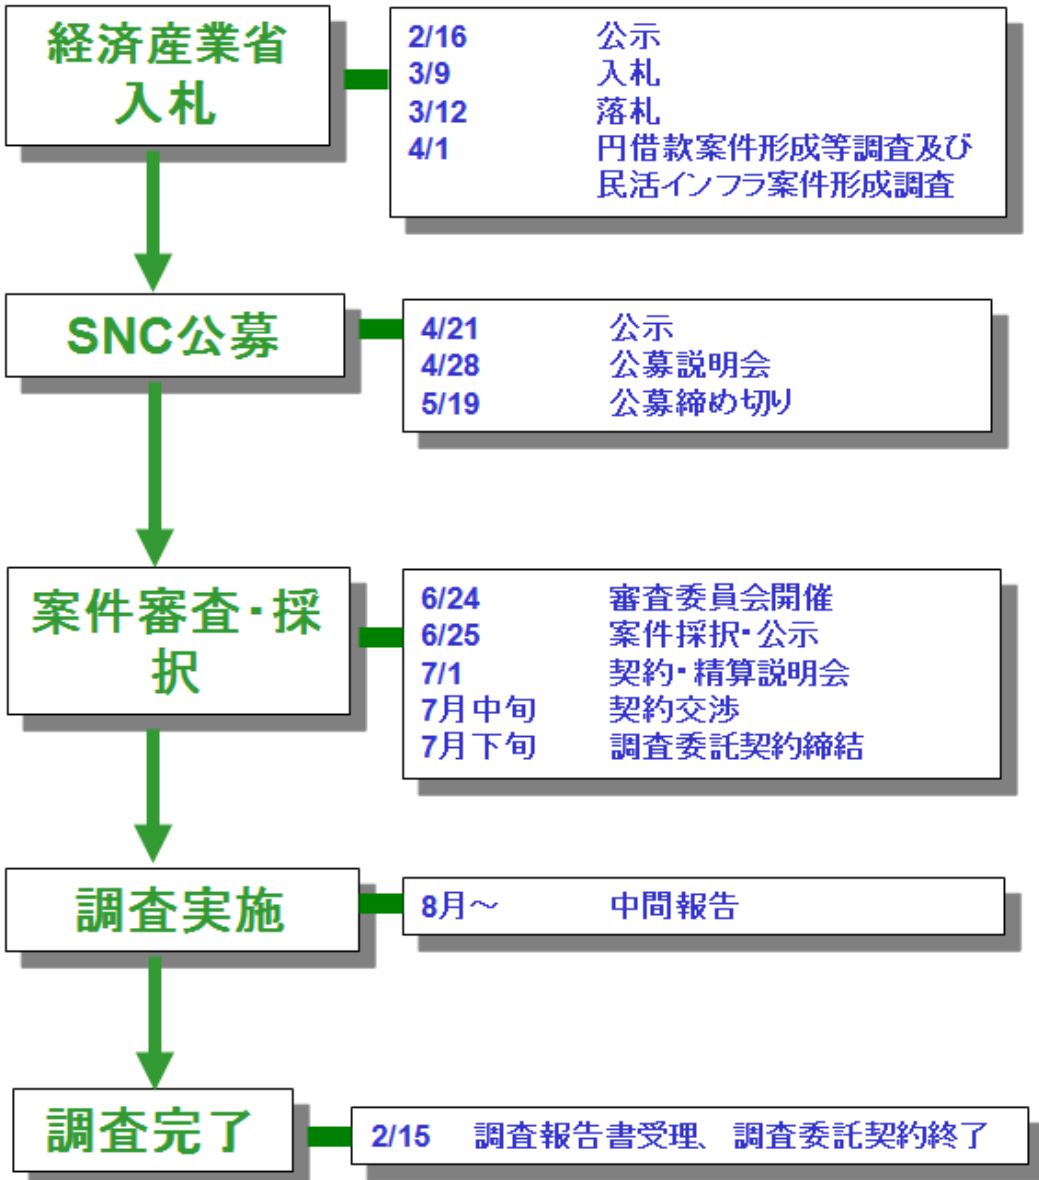 経済産業省
入札
2/16 公示
3/9 入札
3/12 落札
4/1 円借款案件形成等調査及び
民活インフラ案件形成調査
SNC公募
4/21 公示
4/28 公募説明会
5/19 公募締め切り
案件審査・採
択
6/24 審査委員会開催
6/25 案件採択・公示
7/1 契約・精算説明会
7月中旬 契約交渉
7月下旬 調査委託契約締結
調査実施
8月～ 中間報告
調査完了
2/15 調査報告書受理、調査委託契約終了